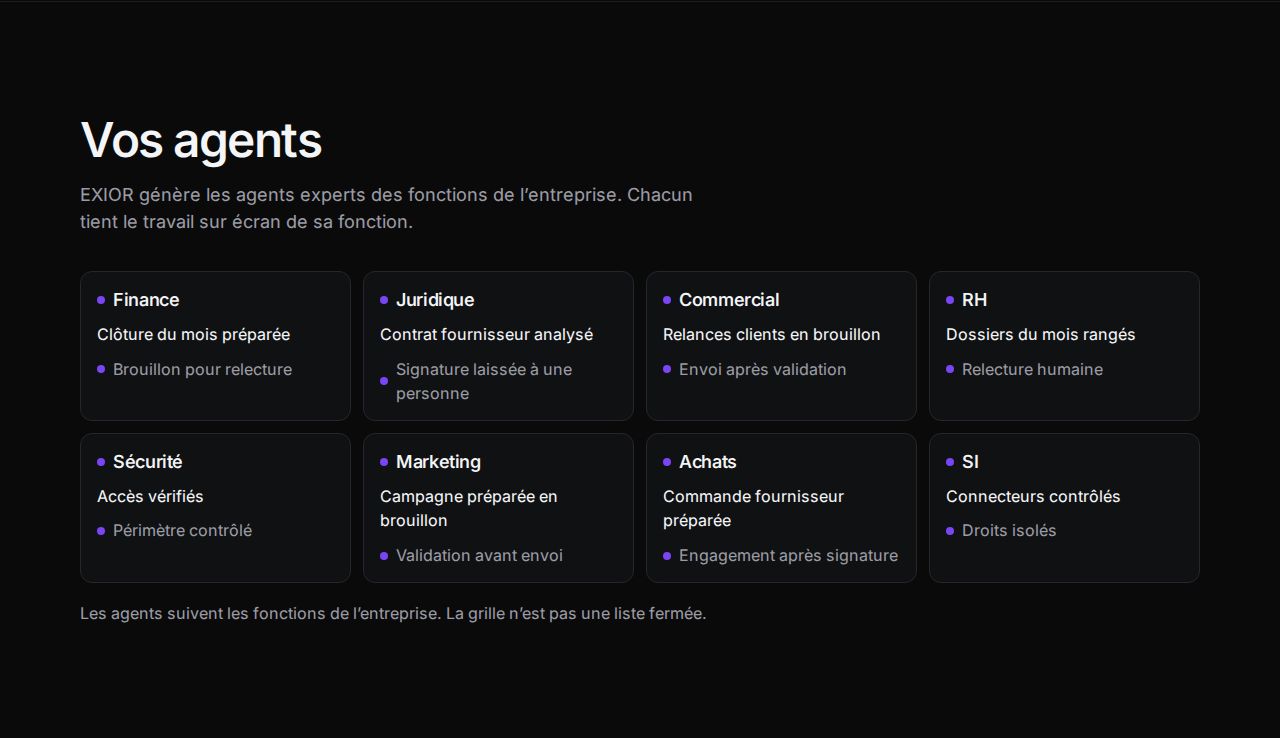 Vos agents
EXIOR génère les agents experts des fonctions de l’entreprise. Chacun
tient le travail sur écran de sa fonction.
Finance
Clôture du mois préparée
Brouillon pour relecture
Juridique
Contrat fournisseur analysé
Signature laissée à une
personne
Commercial
Relances clients en brouillon
Envoi après validation
RH
Dossiers du mois rangés
Relecture humaine
Sécurité
Accès vérifiés
Périmètre contrôlé
Marketing
Campagne préparée en
brouillon
Validation avant envoi
Achats
Commande fournisseur
préparée
Engagement après signature
SI
Connecteurs contrôlés
Droits isolés
Les agents suivent les fonctions de l’entreprise. La grille n’est pas une liste fermée.